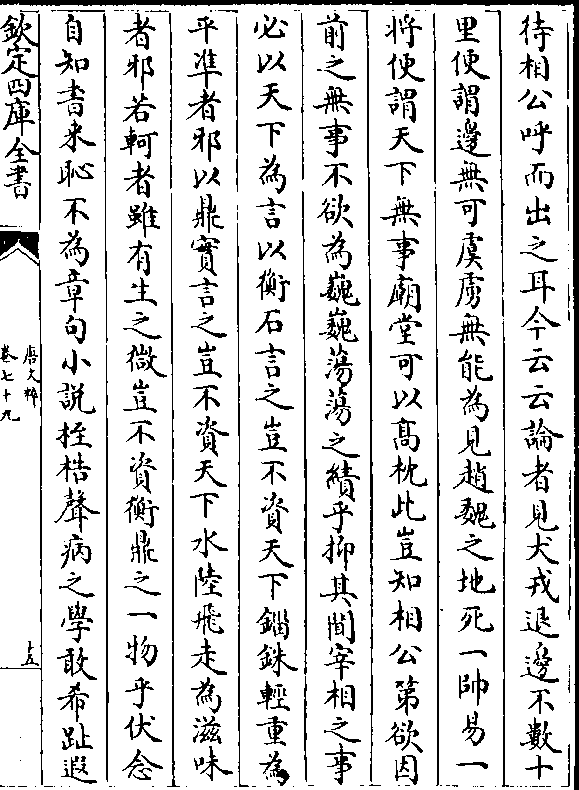 待相公呼而出之耳今云云論者見犬戎退邊不數十
里便謂邊無可虞虜無能為見趙魏之地死一帥易一
將便謂天下無事廟堂可以高枕此豈知相公第欲因
前之無事不欲為巍巍蕩蕩之績乎抑其間宰相之事
必以天下為言以衡石言之豈不資天下錙銖輕重為
平準者邪以鼎實言之豈不資天下水陸飛走為滋味
者邪若軻者雖有生之微豈不資衡鼎之一物乎伏念
自知書来恥不為章句小說桎梏聲病之學敢希趾遐
欽定四庫全書
唐文粹
卷七十九
十五